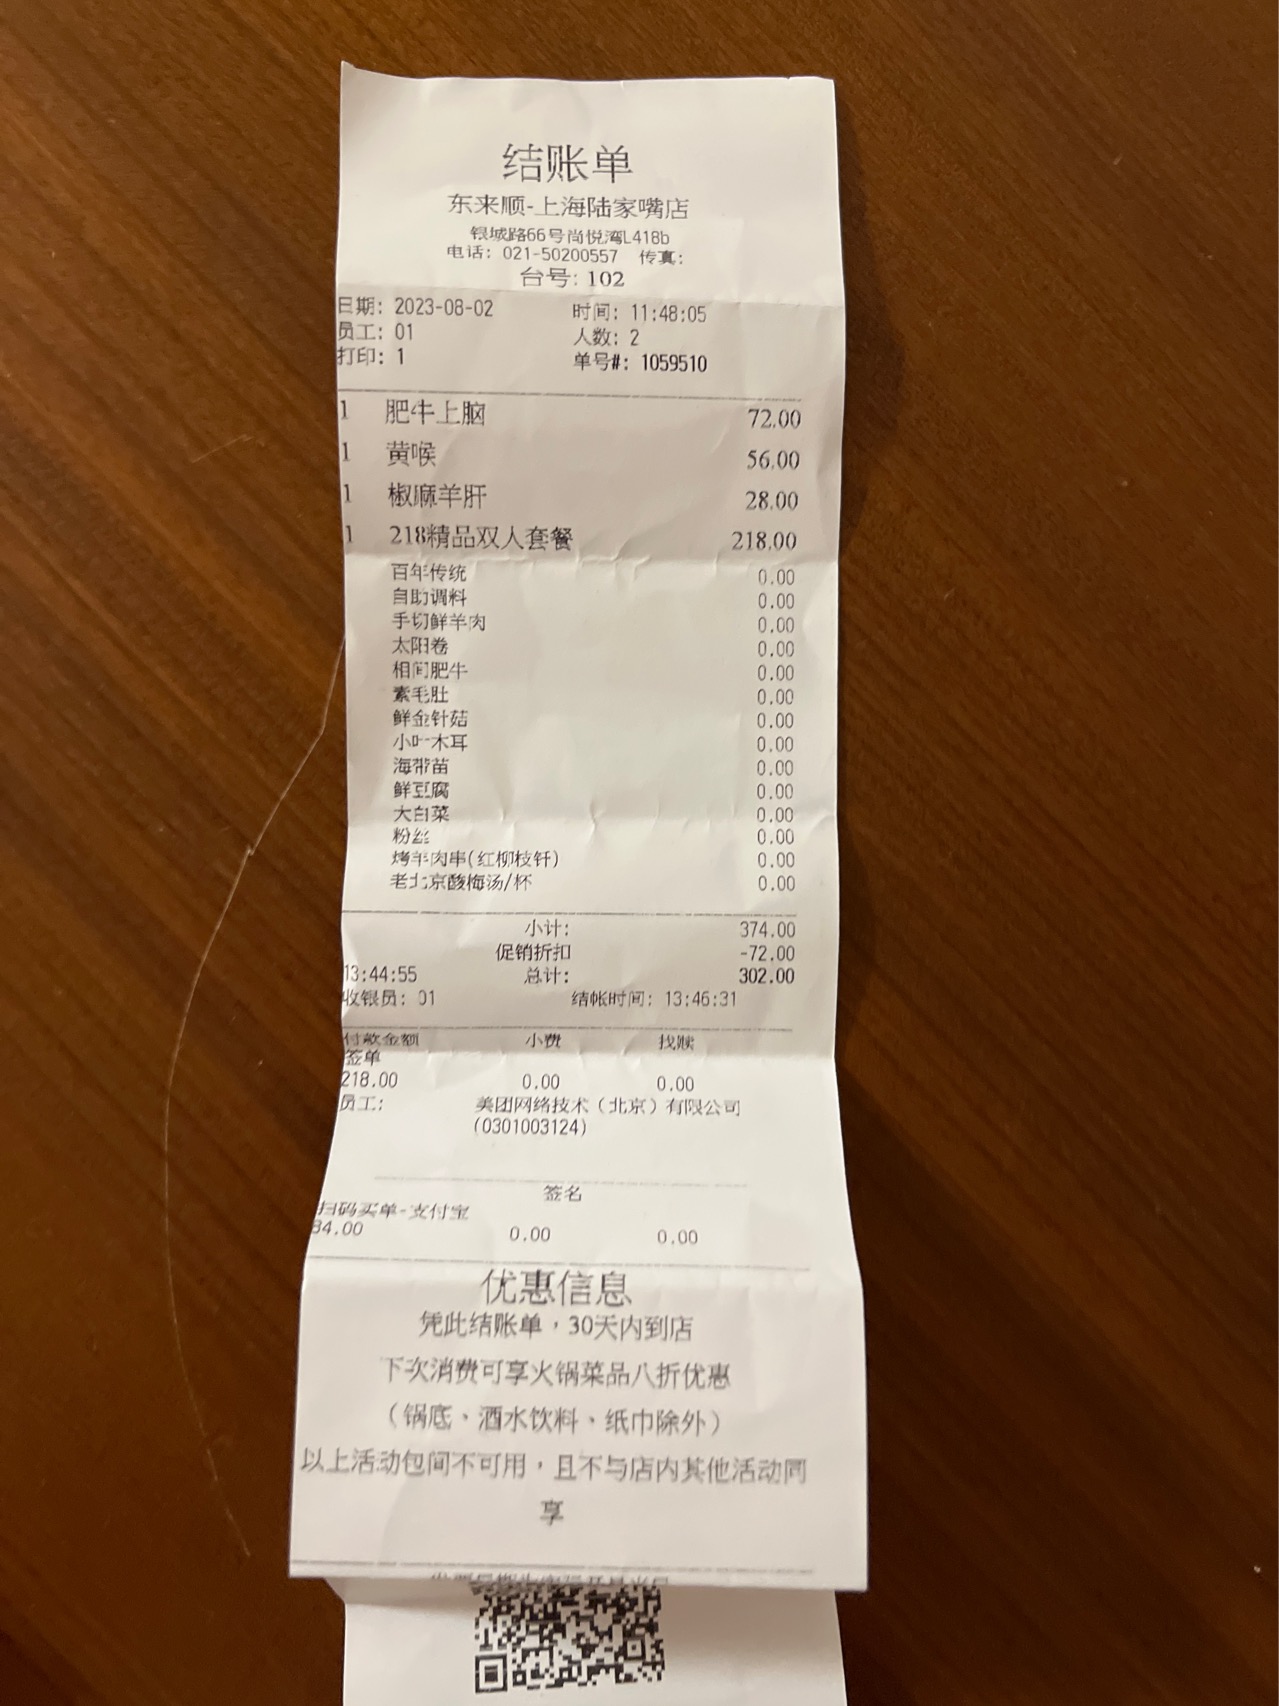 结账单
东来顺-上海陆家嘴店
银城路66号尚悦湾L418b
电话: 021-50200557 传真:
台号: 102
日期: 2023-08-02 时间: 11:48:05
员工: 01 人数: 2
打印: 1 单号#: 1059510
1 肥牛上脑 72.00
1 黄喉 56.00
1 椒麻羊肝 28.00
1 218精品双人套餐 218.00
百年传统 0.00
自助调料 0.00
手切鲜羊肉 0.00
太阳卷 0.00
相间肥牛 0.00
素毛肚 0.00
鲜金针菇 0.00
小叶木耳 0.00
海带苗 0.00
鲜豆腐 0.00
大白菜 0.00
粉丝 0.00
烤羊肉串(红柳枝钎) 0.00
老北京酸梅汤/杯 0.00
小计: 374.00
促销折扣 -72.00
13:44:55 总计: 302.00
收银员: 01 结帐时间: 13:46:31
付款金额 小费 找赎
签单
218.00 0.00 0.00
员工: 美团网络技术（北京）有限公司
(0301003124)
签名
扫码买单-支付宝
84.00 0.00 0.00
优惠信息
凭此结账单，30天内到店
下次消费可享火锅菜品八折优惠
（锅底、酒水饮料、纸巾除外）
以上活动包间不可用，且不与店内其他活动同
享